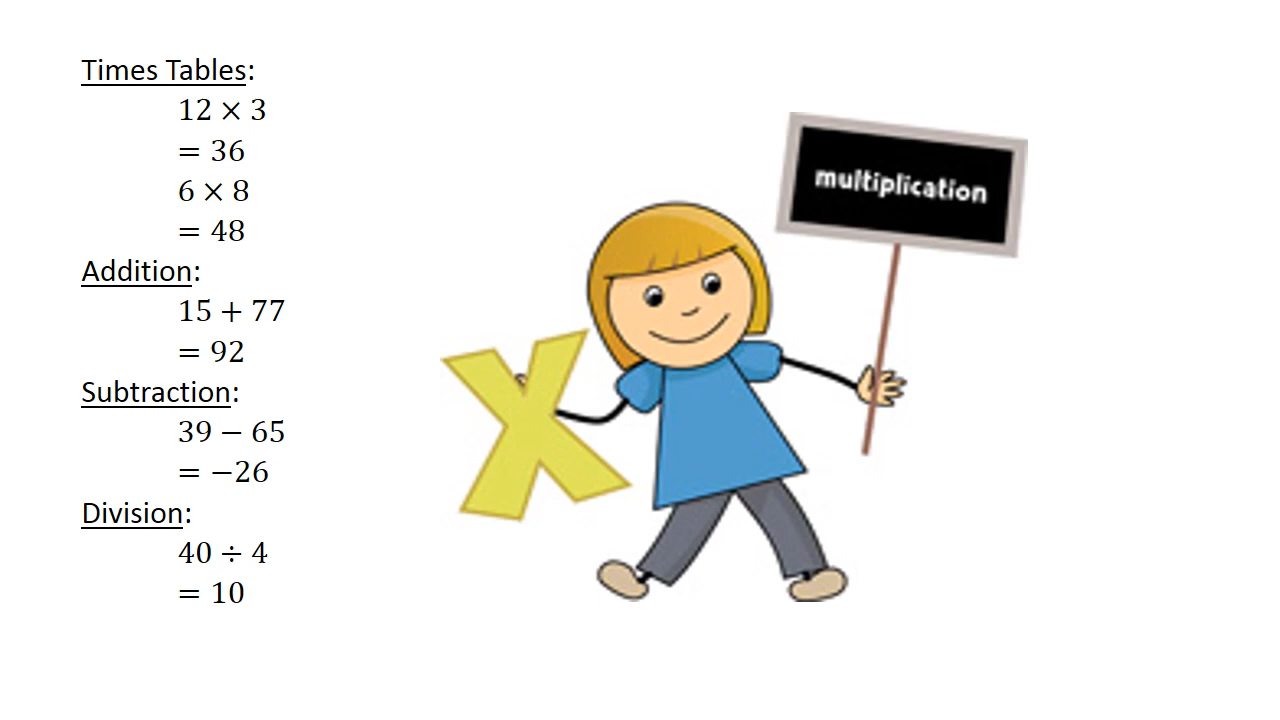 Times Tables:
12 × 3
= 36
6 × 8
= 48
Addition:
15 + 77
= 92
Subtraction:
39 − 65
= −26
Division:
40 ÷ 4
= 10
multiplication
X